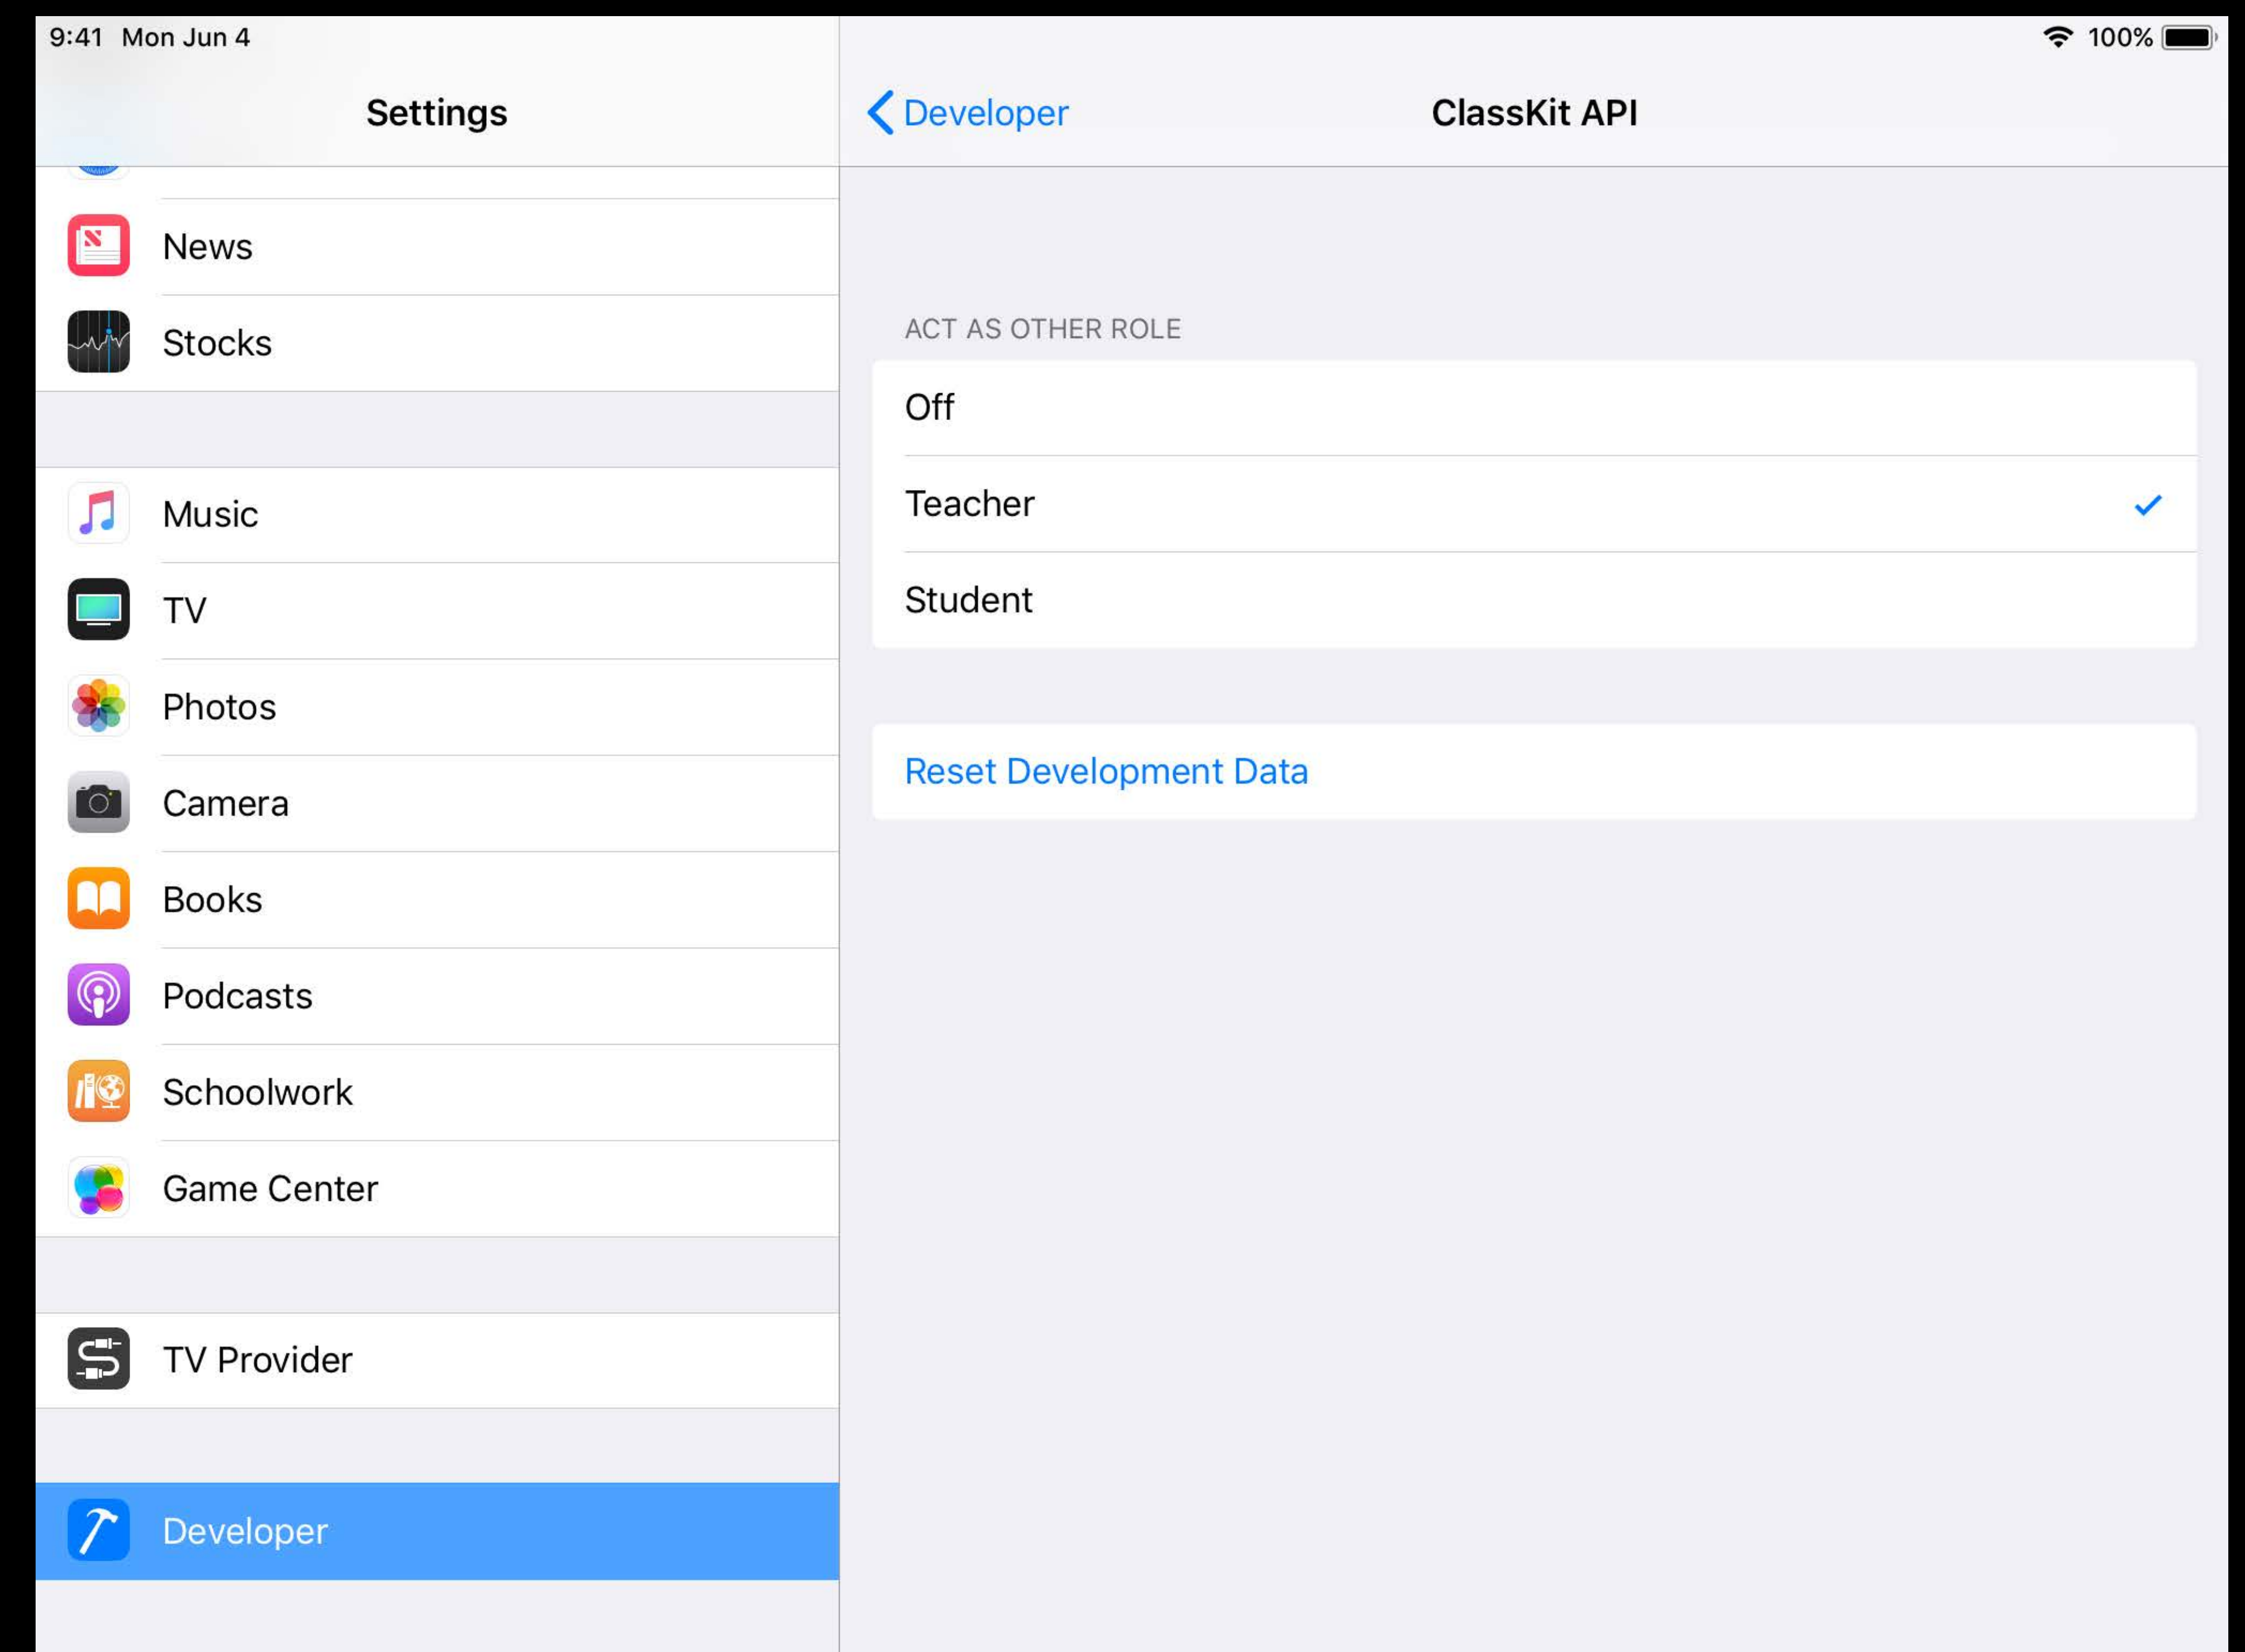 9:41 Mon Jun 4
100%
Settings
Developer
ClassKit API
News
Stocks
Music
TV
Photos
Camera
Books
Podcasts
Schoolwork
Game Center
TV Provider
Developer
ACT AS OTHER ROLE
Off
Teacher
Student
Reset Development Data